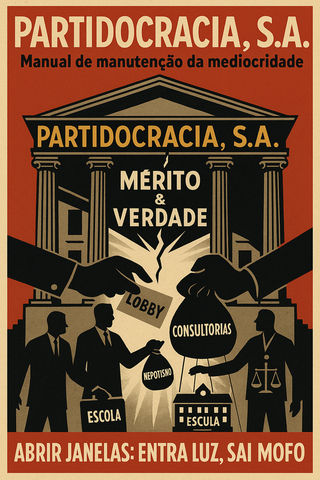 PARTIDOCRACIA, S.A.
Manual de manutenção da mediocridade
PARTIDOCRACIA, S.A.
MÉRITO
&
VERDADE
LOBBY
CONSULTORIAS
NEPOTISMO
ESCOLA
ESCULA
ABRIR JANELAS: ENTRA LUZ, SAI MOFO